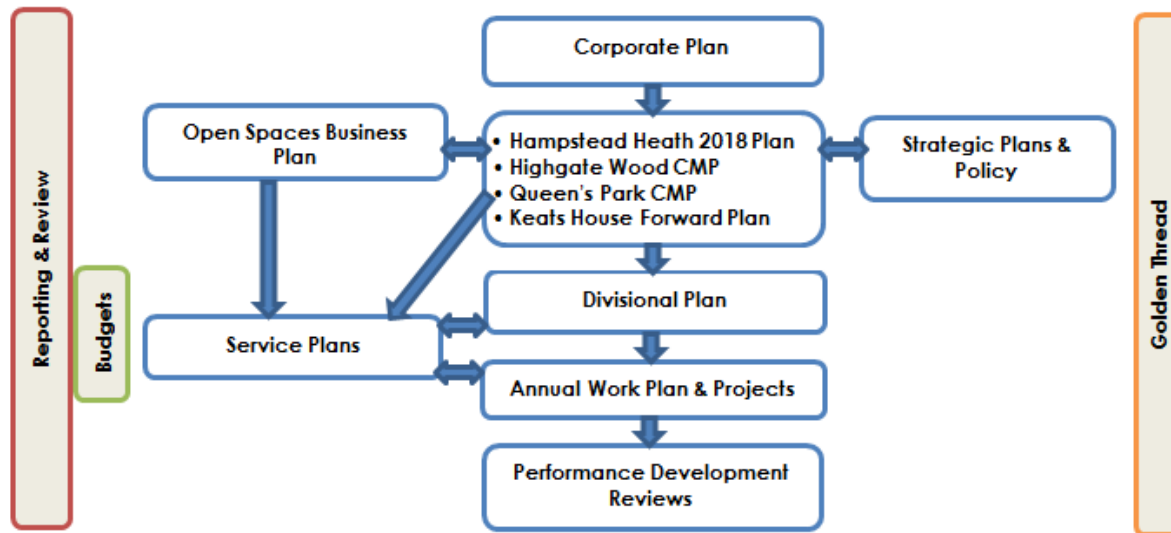 Corporate Plan
Open Spaces Business
Plan
• Hampstead Heath 2018 Plan
• Highgate Wood CMP
• Queen's Park CMP
• Keats House Forward Plan
Strategic Plans &
Policy
Reporting & Review
Budgets
Golden Thread
Divisional Plan
Service Plans
Annual Work Plan & Projects
Performance Development
Reviews